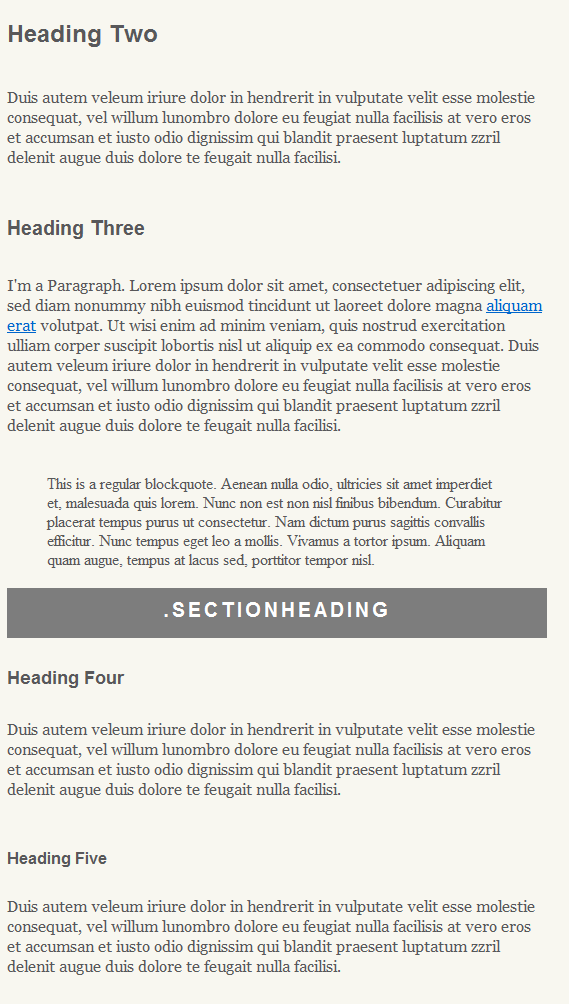 Heading Two
Duis autem veleum iriure dolor in hendrerit in vulputate velit esse molestie
consequat, vel willum lunombro dolore eu feugiat nulla facilisis at vero eros
et accumsan et iusto odio dignissim qui blandit praesent luptatum zzril
delenit augue duis dolore te feugait nulla facilisi.
Heading Three
I'm a Paragraph. Lorem ipsum dolor sit amet, consectetuer adipiscing elit,
sed diam nonummy nibh euismod tincidunt ut laoreet dolore magna aliquam
erat volutpat. Ut wisi enim ad minim veniam, quis nostrud exercitation
ulliam corper suscipit lobortis nisl ut aliquip ex ea commodo consequat. Duis
autem veleum iriure dolor in hendrerit in vulputate velit esse molestie
consequat, vel willum lunombro dolore eu feugiat nulla facilisis at vero eros
et accumsan et iusto odio dignissim qui blandit praesent luptatum zzril
delenit augue duis dolore te feugait nulla facilisi.
This is a regular blockquote. Aenean nulla odio, ultricies sit amet imperdiet
et, malesuada quis lorem. Nunc non est non nisl finibus bibendum. Curabitur
placerat tempus purus ut consectetur. Nam dictum purus sagittis convallis
efficitur. Nunc tempus eget leo a mollis. Vivamus a tortor ipsum. Aliquam
quam augue, tempus at lacus sed, porttitor tempor nisl.
.SECTIONHEADING
Heading Four
Duis autem veleum iriure dolor in hendrerit in vulputate velit esse molestie
consequat, vel willum lunombro dolore eu feugiat nulla facilisis at vero eros
et accumsan et iusto odio dignissim qui blandit praesent luptatum zzril
delenit augue duis dolore te feugait nulla facilisi.
Heading Five
Duis autem veleum iriure dolor in hendrerit in vulputate velit esse molestie
consequat, vel willum lunombro dolore eu feugiat nulla facilisis at vero eros
et accumsan et iusto odio dignissim qui blandit praesent luptatum zzril
delenit augue duis dolore te feugait nulla facilisi.